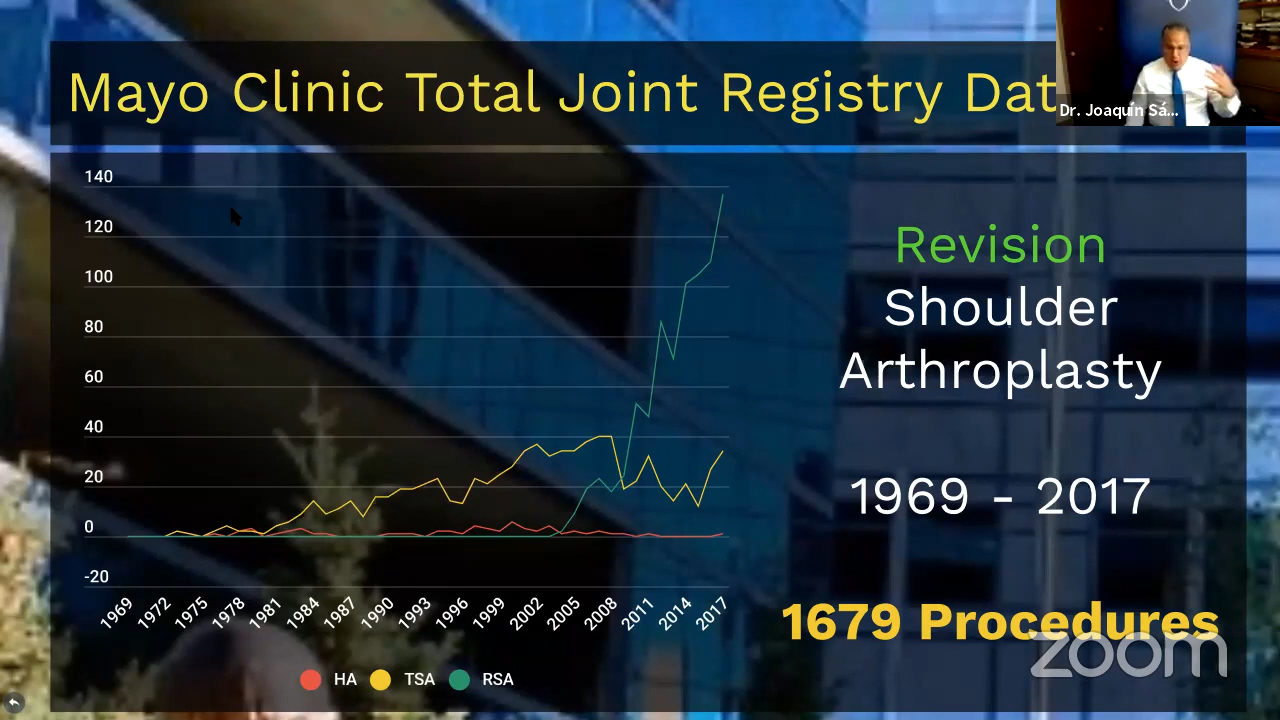 Mayo Clinic Total Joint Registry Dat
Dr. Joaquín Sá...
140
120
100
80
60
40
20
0
-20
1969 1972 1975 1978 1981 1984 1987 1990 1993 1996 1999 2002 2005 2008 2011 2014 2017
HA TSA RSA
Revision
Shoulder
Arthroplasty
1969 - 2017
1679 Procedures
zoom